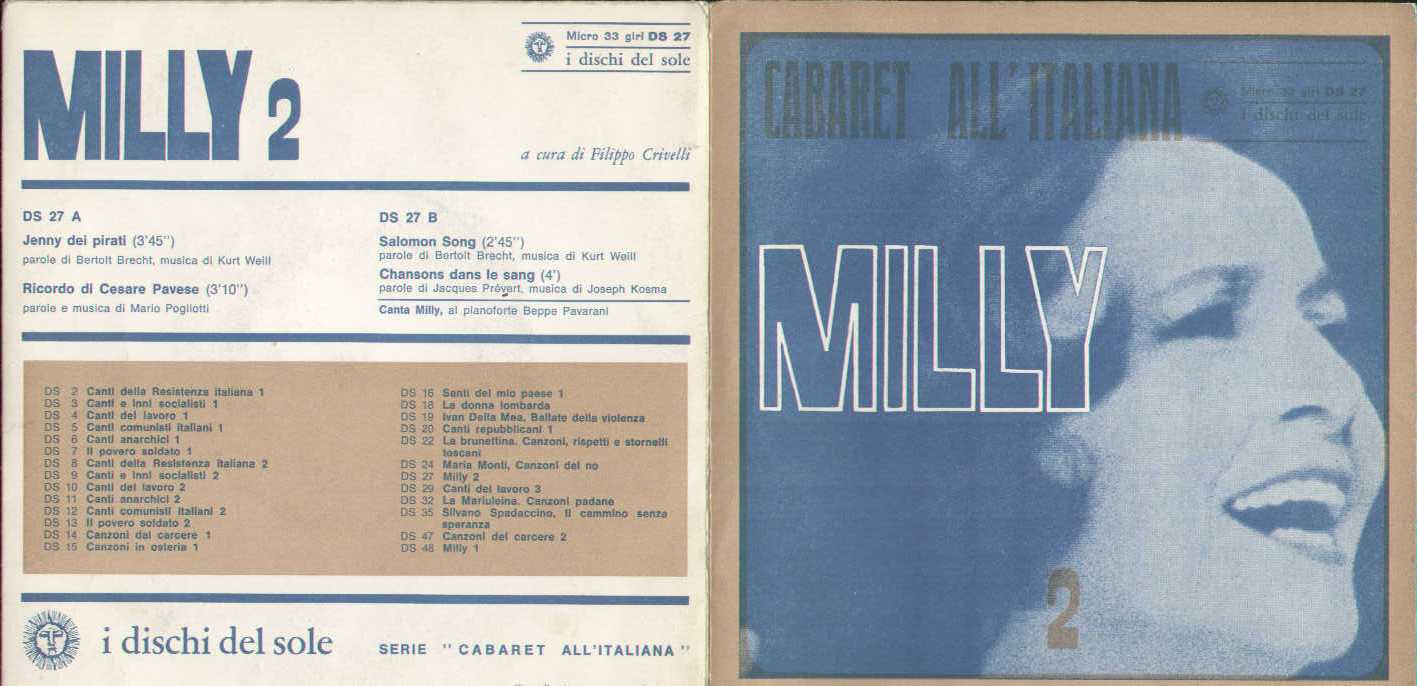 MILLY 2
Micro 33 giri DS 27
i dischi del sole
a cura di Filippo Crivelli
DS 27 A
Jenny dei pirati (3'45")
parole di Bertolt Brecht, musica di Kurt Weill
Ricordo di Cesare Pavese (3'10")
parole e musica di Mario Pogliotti
DS 27 B
Salomon Song (2'45")
parole di Bertolt Brecht, musica di Kurt Weill
Chansons dans le sang (4')
parole di Jacques Prévert, musica di Joseph Kosma
Canta Milly, al pianoforte Beppe Pavarani
DS 2 Canti della Resistenza italiana 1
DS 3 Canti e inni socialisti 1
DS 4 Canti del lavoro 1
DS 5 Canti comunisti italiani 1
DS 6 Canti anarchici 1
DS 7 Il povero soldato 1
DS 8 Canti della Resistenza italiana 2
DS 9 Canti e inni socialisti 2
DS 10 Canti del lavoro 2
DS 11 Canti anarchici 2
DS 12 Canti comunisti italiani 2
DS 13 Il povero soldato 2
DS 14 Canzoni dal carcere 1
DS 15 Canzoni in osteria 1
DS 16 Santi del mio paese 1
DS 18 La donna lombarda
DS 19 Ivan Della Mea, Ballate della violenza
DS 20 Canti repubblicani 1
DS 22 La brunettina. Canzoni, rispetti e stornelli
toscani
DS 24 Maria Monti, Canzoni del no
DS 27 Milly 2
DS 29 Canti del lavoro 3
DS 32 La Mariuleina. Canzoni padane
DS 35 Silvano Spadaccino, Il cammino senza
speranza
DS 47 Canzoni del carcere 2
DS 48 Milly 1
i dischi del sole
SERIE "CABARET ALL'ITALIANA"
CABARET ALL'ITALIANA
Micro 33 giri DS 27
i dischi del sole
MILLY
2